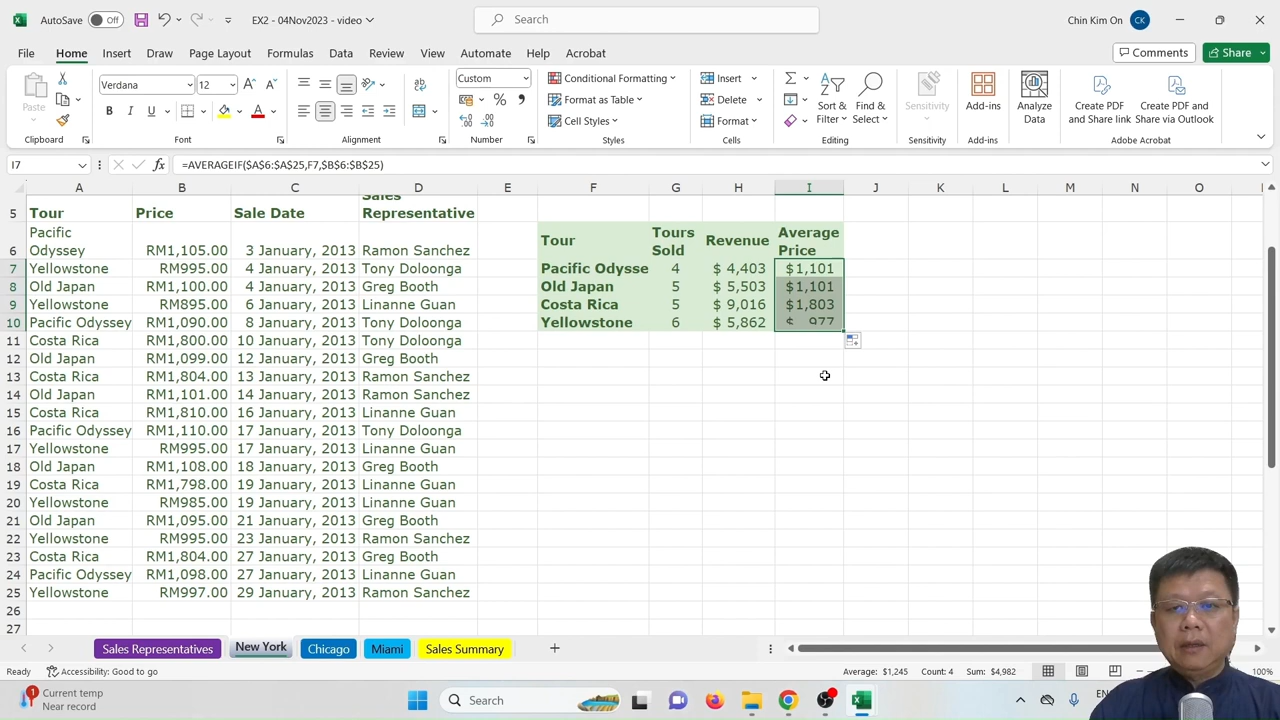 AutoSave Off EX2 - 04Nov2023 - video Search Chin Kim On CK
File Home Insert Draw Page Layout Formulas Data Review View Automate Help Acrobat Comments Share
Paste Verdana 12 Custom Conditional Formatting Insert Sort & Filter Find & Select Sensitivity Add-ins Analyze Data Create PDF and Share link Create PDF and Share via Outlook
Format as Table Delete
Cell Styles Format
Clipboard Font Alignment Number Styles Cells Editing Sensitivity Add-ins Adobe Acrobat
I7 fx =AVERAGEIF($A$6:$A$25,F7,$B$6:$B$25)
A B C D E F G H I J K L M N O
5 Tour Price Sale Date Sales Representative
6 Pacific Odyssey RM1,105.00 3 January, 2013 Ramon Sanchez Tour Tours Sold Revenue Average Price
7 Yellowstone RM995.00 4 January, 2013 Tony Doloonga Pacific Odysse 4 $ 4,403 $1,101
8 Old Japan RM1,100.00 4 January, 2013 Greg Booth Old Japan 5 $ 5,503 $1,101
9 Yellowstone RM895.00 6 January, 2013 Linanne Guan Costa Rica 5 $ 9,016 $1,803
10 Pacific Odyssey RM1,090.00 8 January, 2013 Tony Doloonga Yellowstone 6 $ 5,862 $ 977
11 Costa Rica RM1,800.00 10 January, 2013 Tony Doloonga
12 Old Japan RM1,099.00 12 January, 2013 Greg Booth
13 Costa Rica RM1,804.00 13 January, 2013 Ramon Sanchez
14 Old Japan RM1,101.00 14 January, 2013 Ramon Sanchez
15 Costa Rica RM1,810.00 16 January, 2013 Linanne Guan
16 Pacific Odyssey RM1,110.00 17 January, 2013 Tony Doloonga
17 Yellowstone RM995.00 17 January, 2013 Linanne Guan
18 Old Japan RM1,108.00 18 January, 2013 Greg Booth
19 Costa Rica RM1,798.00 19 January, 2013 Linanne Guan
20 Yellowstone RM985.00 19 January, 2013 Linanne Guan
21 Old Japan RM1,095.00 21 January, 2013 Greg Booth
22 Yellowstone RM995.00 23 January, 2013 Ramon Sanchez
23 Costa Rica RM1,804.00 27 January, 2013 Greg Booth
24 Pacific Odyssey RM1,098.00 27 January, 2013 Linanne Guan
25 Yellowstone RM997.00 29 January, 2013 Ramon Sanchez
26
27
Sales Representatives New York Chicago Miami Sales Summary
Ready Accessibility: Good to go Average: $1,245 Count: 4 Sum: $4,982 100%
1 Current temp Search
Near record